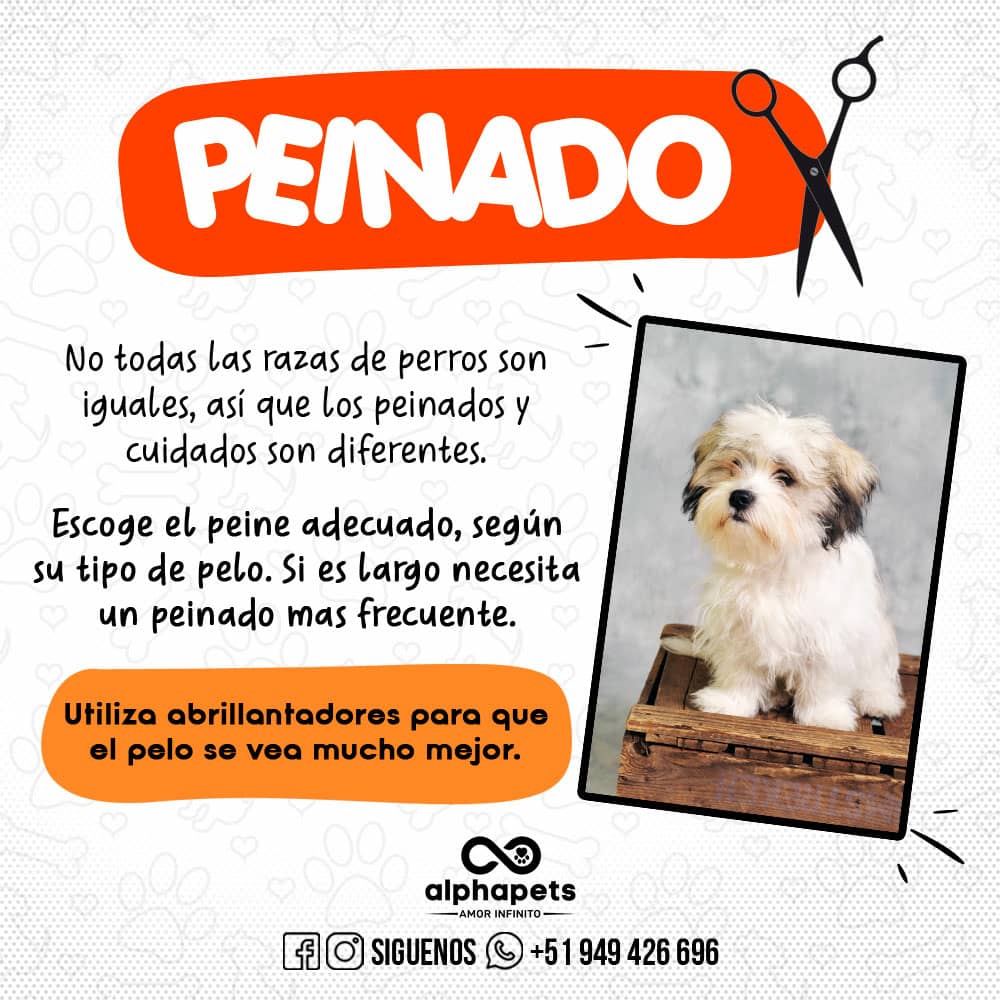 PEINADO
No todas las razas de perros son
iguales, así que los peinados y
cuidados son diferentes.
Escoge el peine adecuado, según
su tipo de pelo. Si es largo necesita
un peinado mas frecuente.
Utiliza abrillantadores para que
el pelo se vea mucho mejor.
alphapets
AMOR INFINITO
SIGUENOS +51 949 426 696